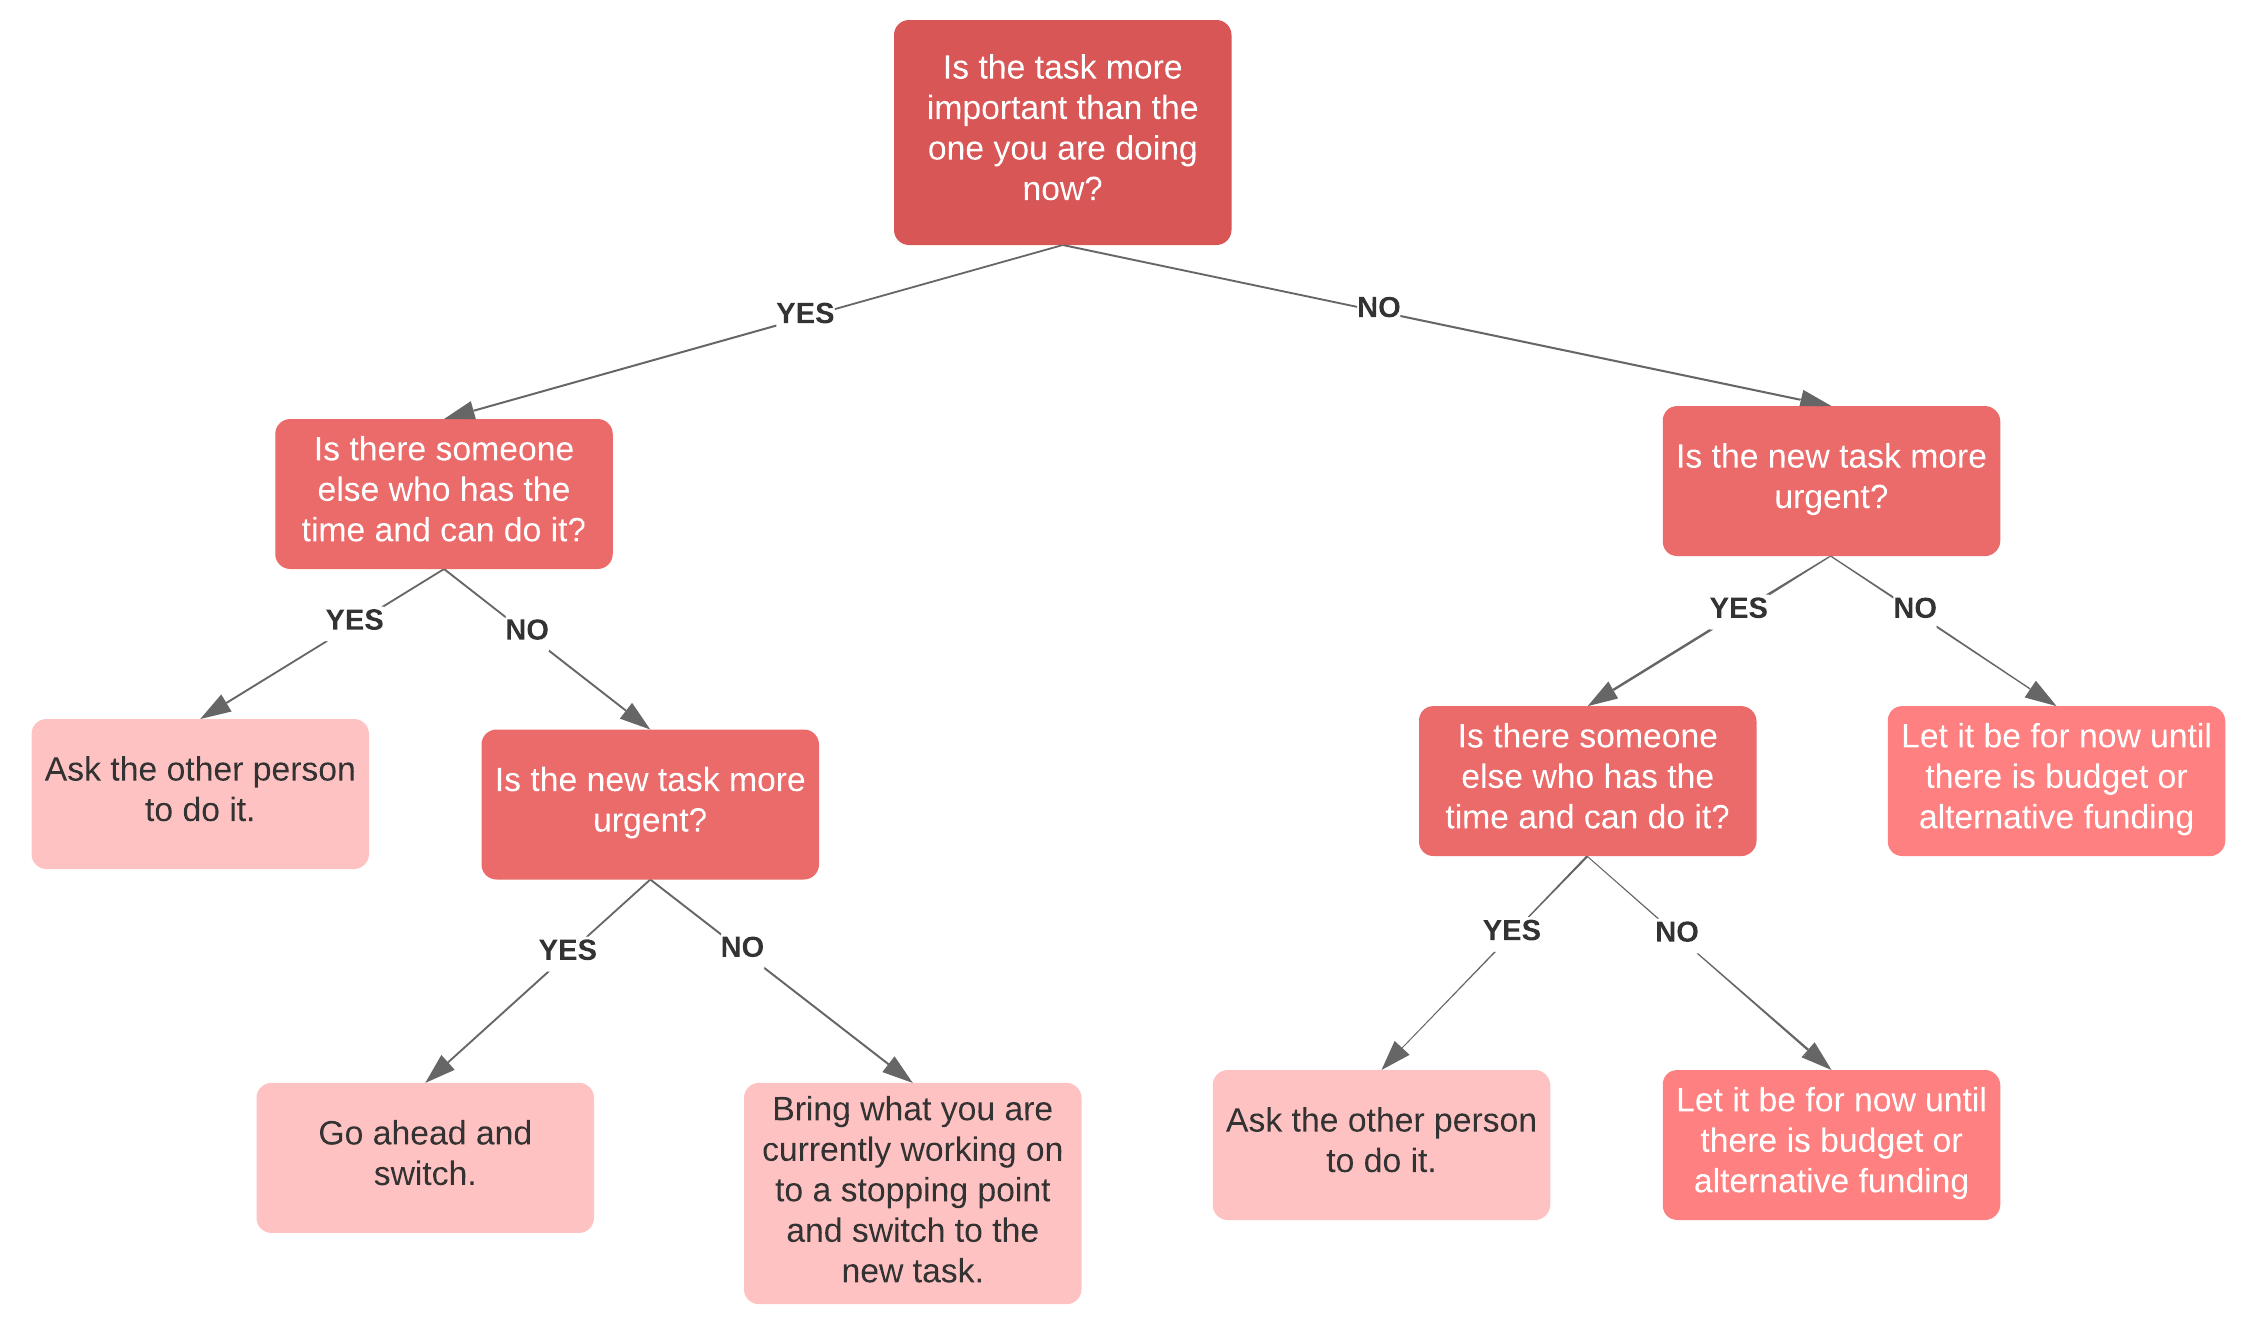 Is the task more
important than the
one you are doing
now?
YES
NO
Is there someone
else who has the
time and can do it?
Is the new task more
urgent?
YES
NO
YES
NO
Ask the other person
to do it.
Is the new task more
urgent?
Is there someone
else who has the
time and can do it?
Let it be for now until
there is budget or
alternative funding
YES
NO
YES
NO
Go ahead and
switch.
Bring what you are
currently working on
to a stopping point
and switch to the
new task.
Ask the other person
to do it.
Let it be for now until
there is budget or
alternative funding